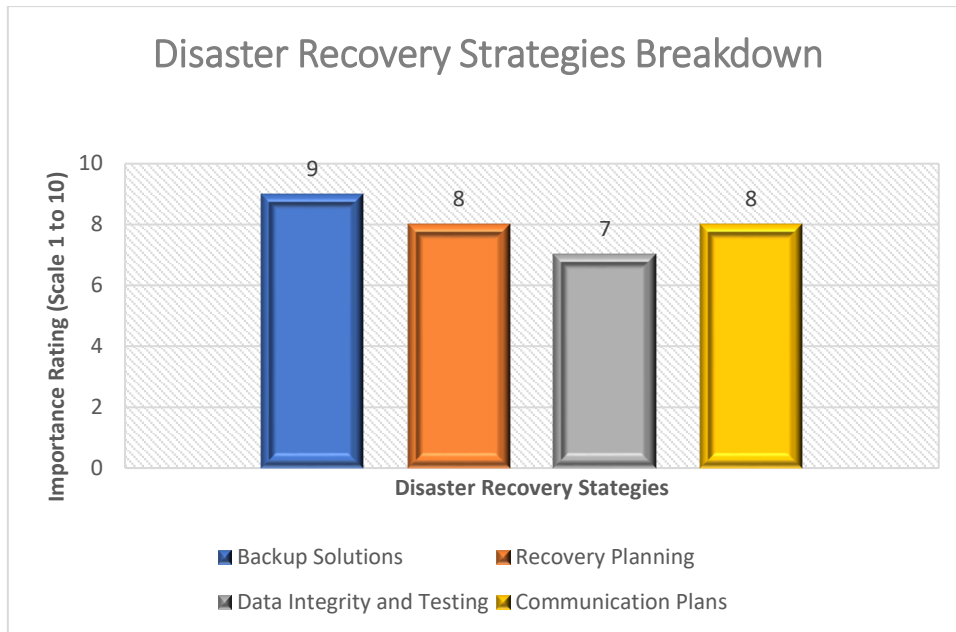 Disaster Recovery Strategies Breakdown
Importance Rating (Scale 1 to 10)
10
8
6
4
2
0
9
8
7
8
Disaster Recovery Stategies
Backup Solutions
Recovery Planning
Data Integrity and Testing
Communication Plans